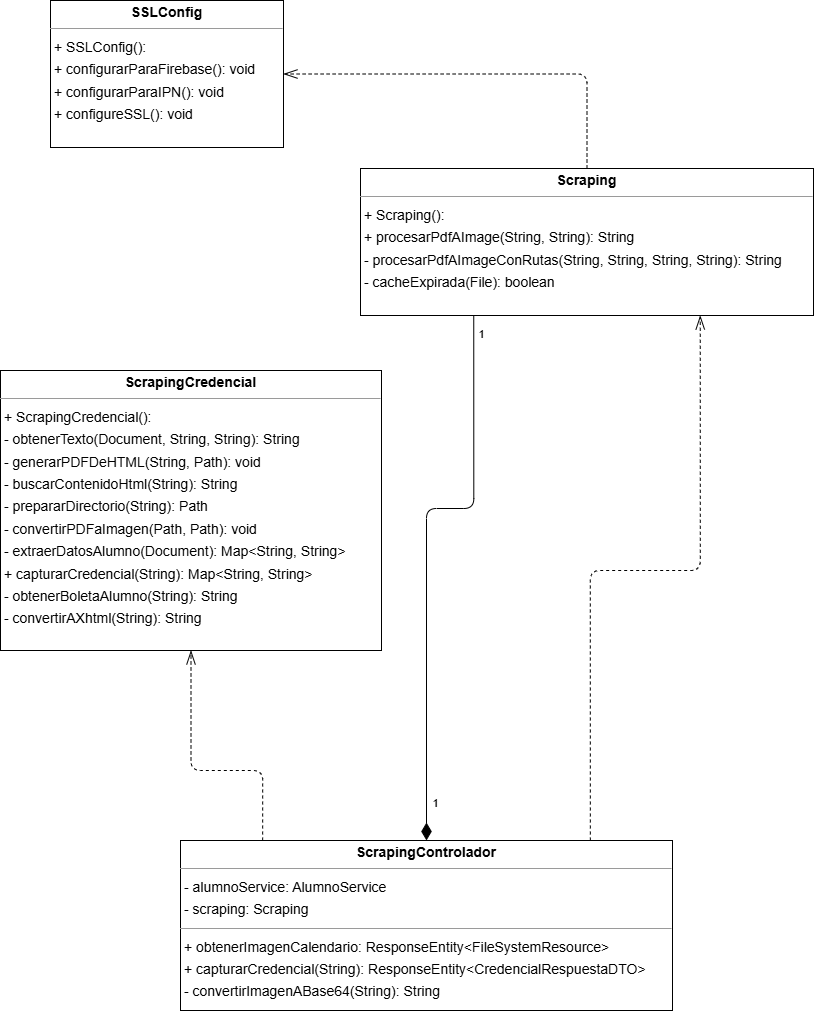 SSLConfig
+ SSLConfig():
+ configurarParaFirebase(): void
+ configurarParaIPN(): void
+ configureSSL(): void
Scraping
+ Scraping():
+ procesarPdfAImage(String, String): String
- procesarPdfAImageConRutas(String, String, String, String): String
- cacheExpirada(File): boolean
1
ScrapingCredencial
+ ScrapingCredencial():
- obtenerTexto(Document, String, String): String
- generarPDFDeHTML(String, Path): void
- buscarContenidoHtml(String): String
- prepararDirectorio(String): Path
- convertirPDFaImagen(Path, Path): void
- extraerDatosAlumno(Document): Map<String, String>
+ capturarCredencial(String): Map<String, String>
- obtenerBoletaAlumno(String): String
- convertirAXhtml(String): String
1
ScrapingControlador
- alumnoService: AlumnoService
- scraping: Scraping
+ obtenerImagenCalendario: ResponseEntity<FileSystemResource>
+ capturarCredencial(String): ResponseEntity<CredencialRespuestaDTO>
- convertirImagenABase64(String): String